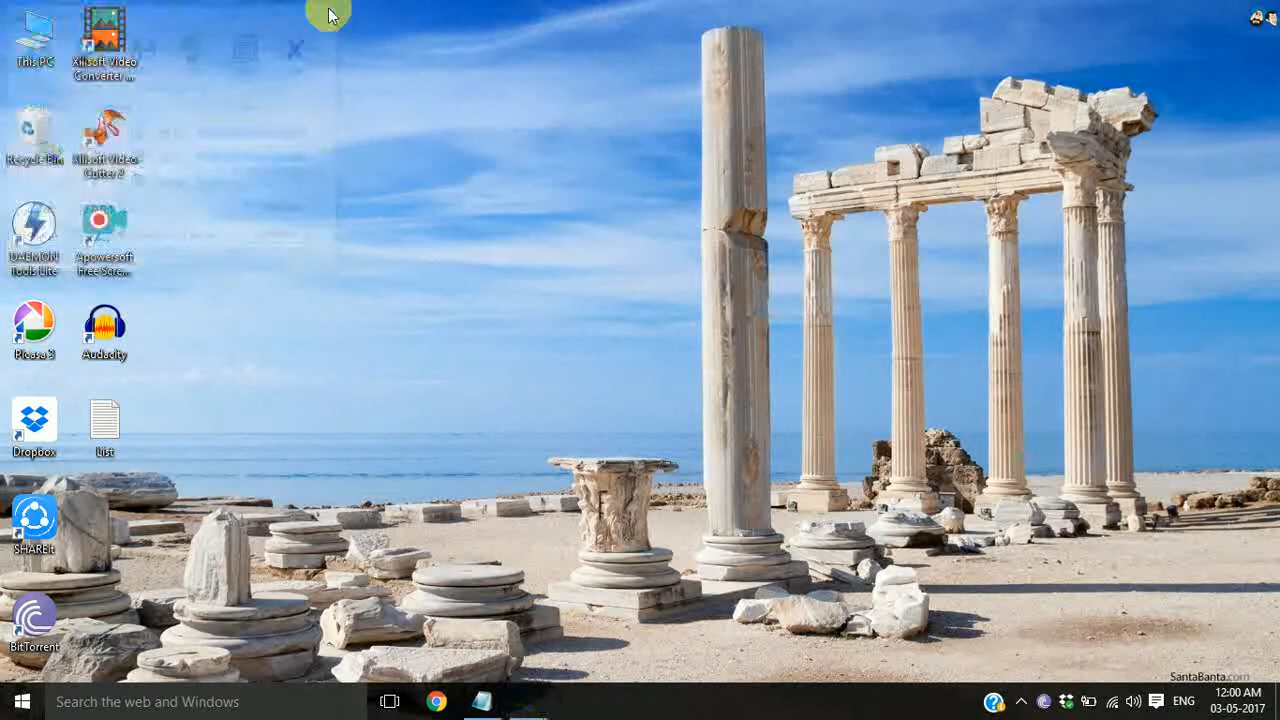 This PC
Xilisoft Video
Converter ...
Recycle Bin
Xilisoft Video
Cutter 2
DAEMON
Tools Lite
Apowersoft
Free Scre...
Picasa 3
Audacity
Dropbox
List
SHAREit
BitTorrent
SantaBanta.com
Search the web and Windows
ENG
12:00 AM
03-05-2017